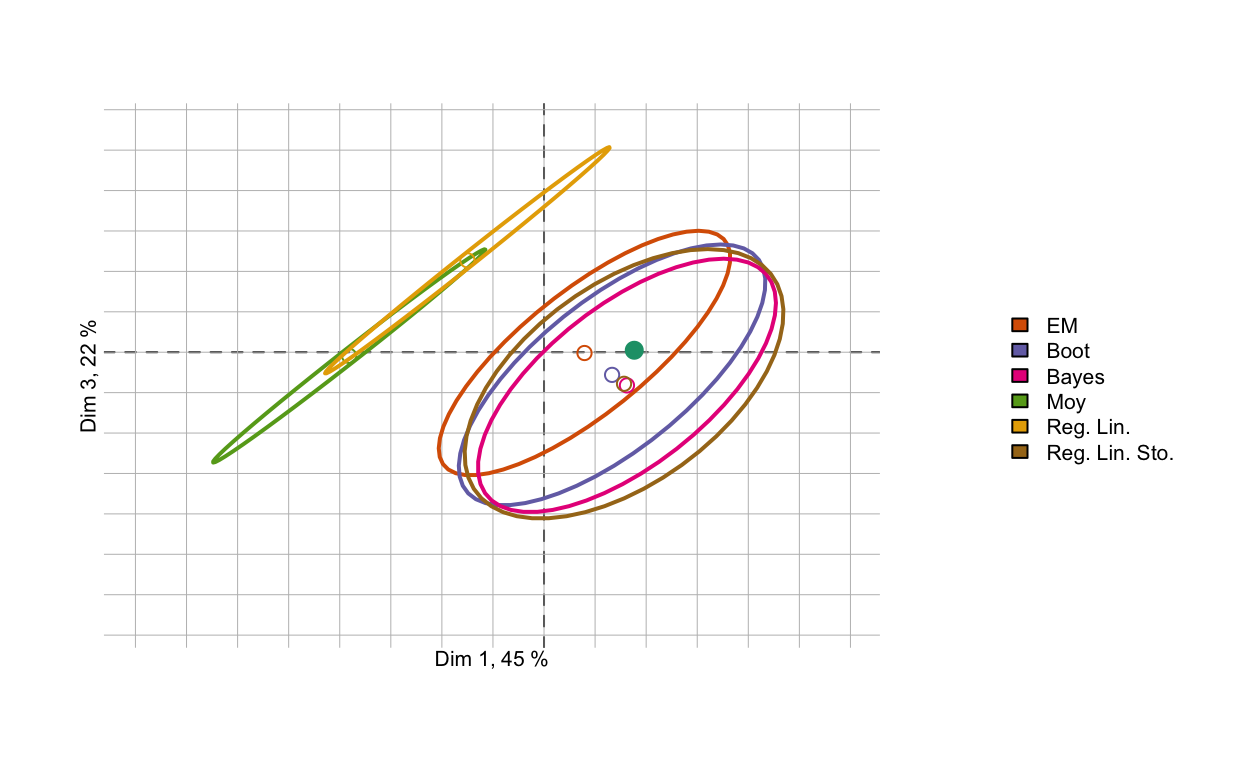 Dim 3, 22 %
Dim 1, 45 %
EM
Boot
Bayes
Moy
Reg. Lin.
Reg. Lin. Sto.